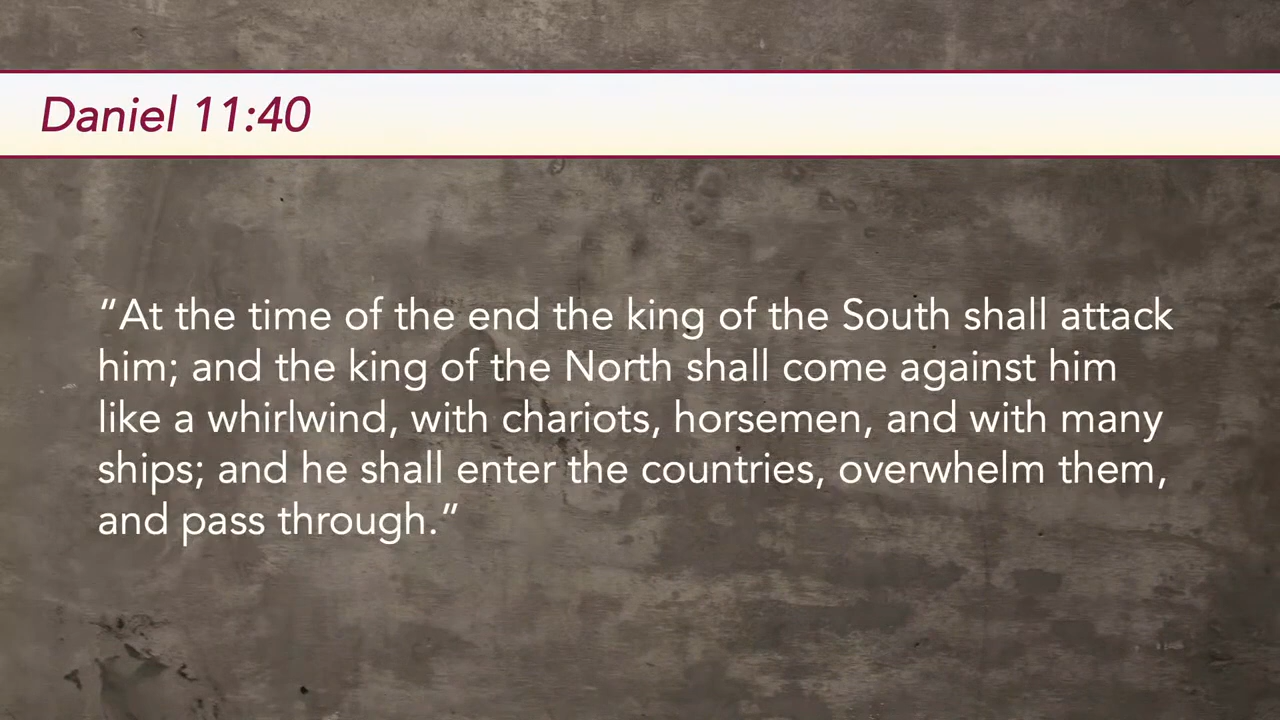 Daniel 11:40
“At the time of the end the king of the South shall attack
him; and the king of the North shall come against him
like a whirlwind, with chariots, horsemen, and with many
ships; and he shall enter the countries, overwhelm them,
and pass through.”